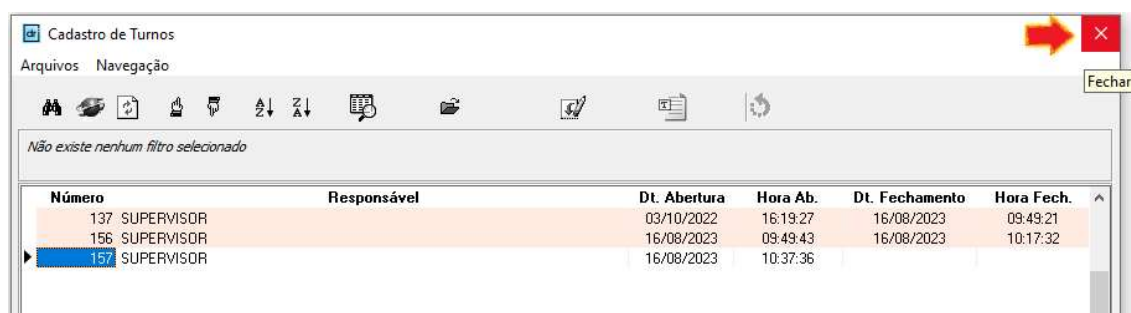 Cadastro de Turnos
Arquivos Navegação
Fechar
Não existe nenhum filtro selecionado
Número Responsável Dt. Abertura Hora Ab. Dt. Fechamento Hora Fech.
137 SUPERVISOR 03/10/2022 16:19:27 16/08/2023 09:49:21
156 SUPERVISOR 16/08/2023 09:49:43 16/08/2023 10:17:32
157 SUPERVISOR 16/08/2023 10:37:36